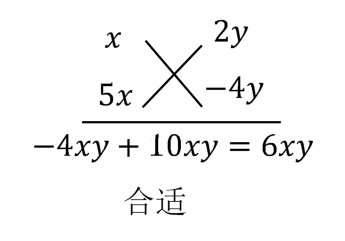 x 2y
5x −4y
−4xy + 10xy = 6xy
合适